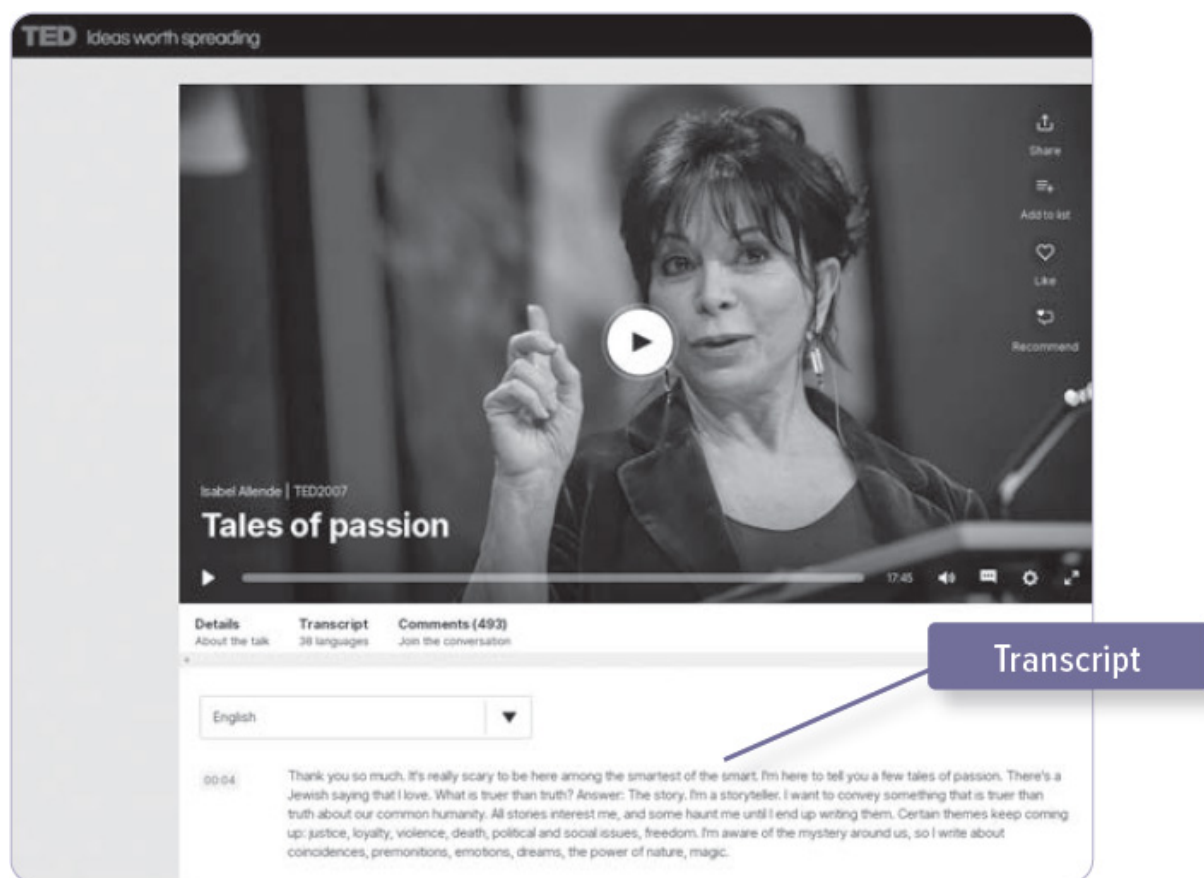 TED Ideas worth spreading
Share
Add to list
Like
Recommend
Isabel Allende | TED2007
Tales of passion
17:45
Details Transcript Comments (493)
About the talk 38 languages Join the conversation
Transcript
English
00:04 Thank you so much. It's really scary to be here among the smartest of the smart. I'm here to tell you a few tales of passion. There's a
Jewish saying that I love. What is truer than truth? Answer: The story. I'm a storyteller. I want to convey something that is truer than
truth about our common humanity. All stories interest me, and some haunt me until I end up writing them. Certain themes keep coming
up: justice, loyalty, violence, death, political and social issues, freedom. I'm aware of the mystery around us, so I write about
coincidences, premonitions, emotions, dreams, the power of nature, magic.